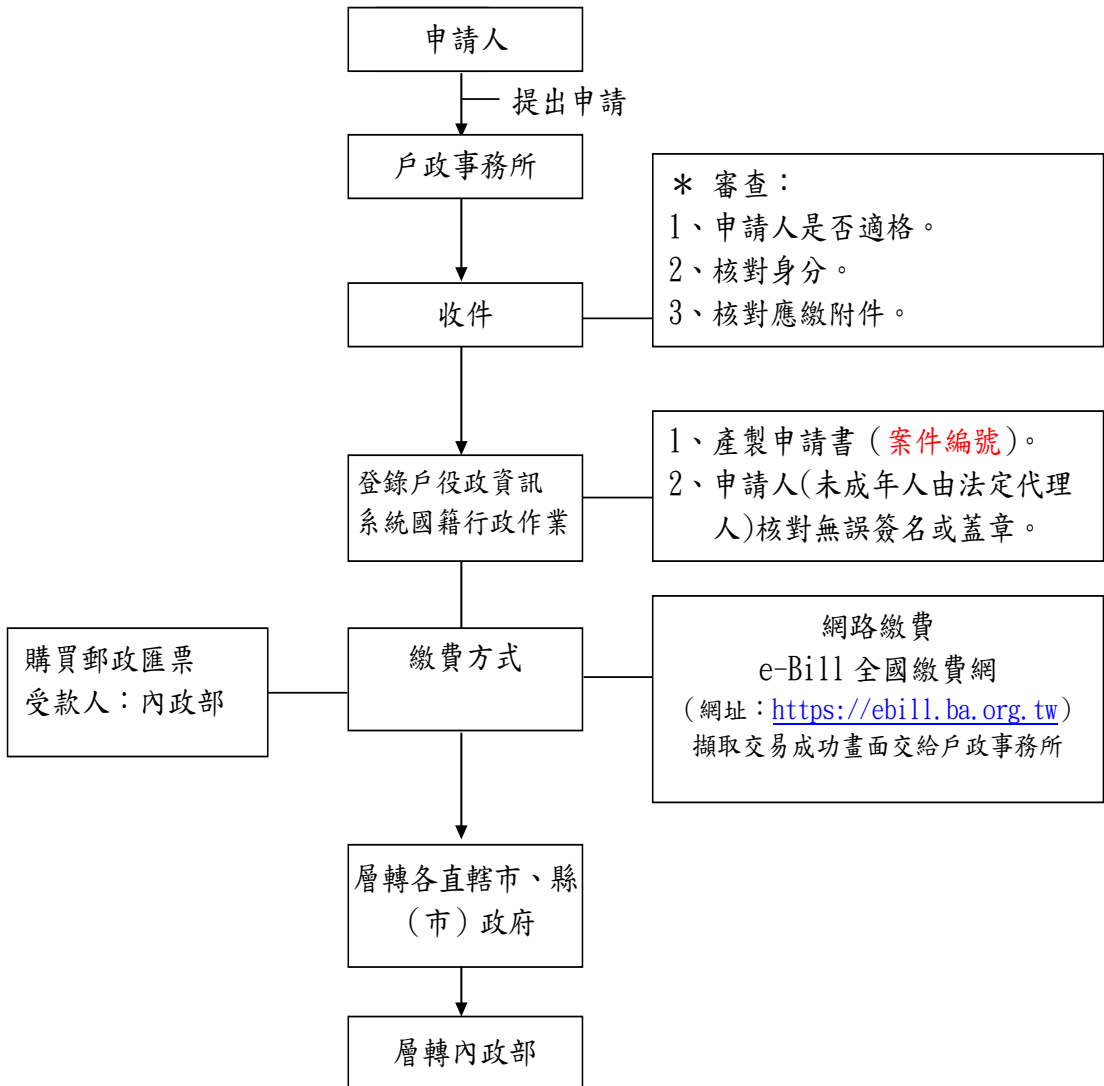 申請人
提出申請
戶政事務所
＊ 審查：
1、申請人是否適格。
2、核對身分。
3、核對應繳附件。
收件
1、產製申請書（案件編號）。
2、申請人(未成年人由法定代理
人)核對無誤簽名或蓋章。
登錄戶役政資訊
系統國籍行政作業
購買郵政匯票
受款人：內政部
繳費方式
網路繳費
e-Bill 全國繳費網
（網址：https://ebill.ba.org.tw）
擷取交易成功畫面交給戶政事務所
層轉各直轄市、縣
（市）政府
層轉內政部